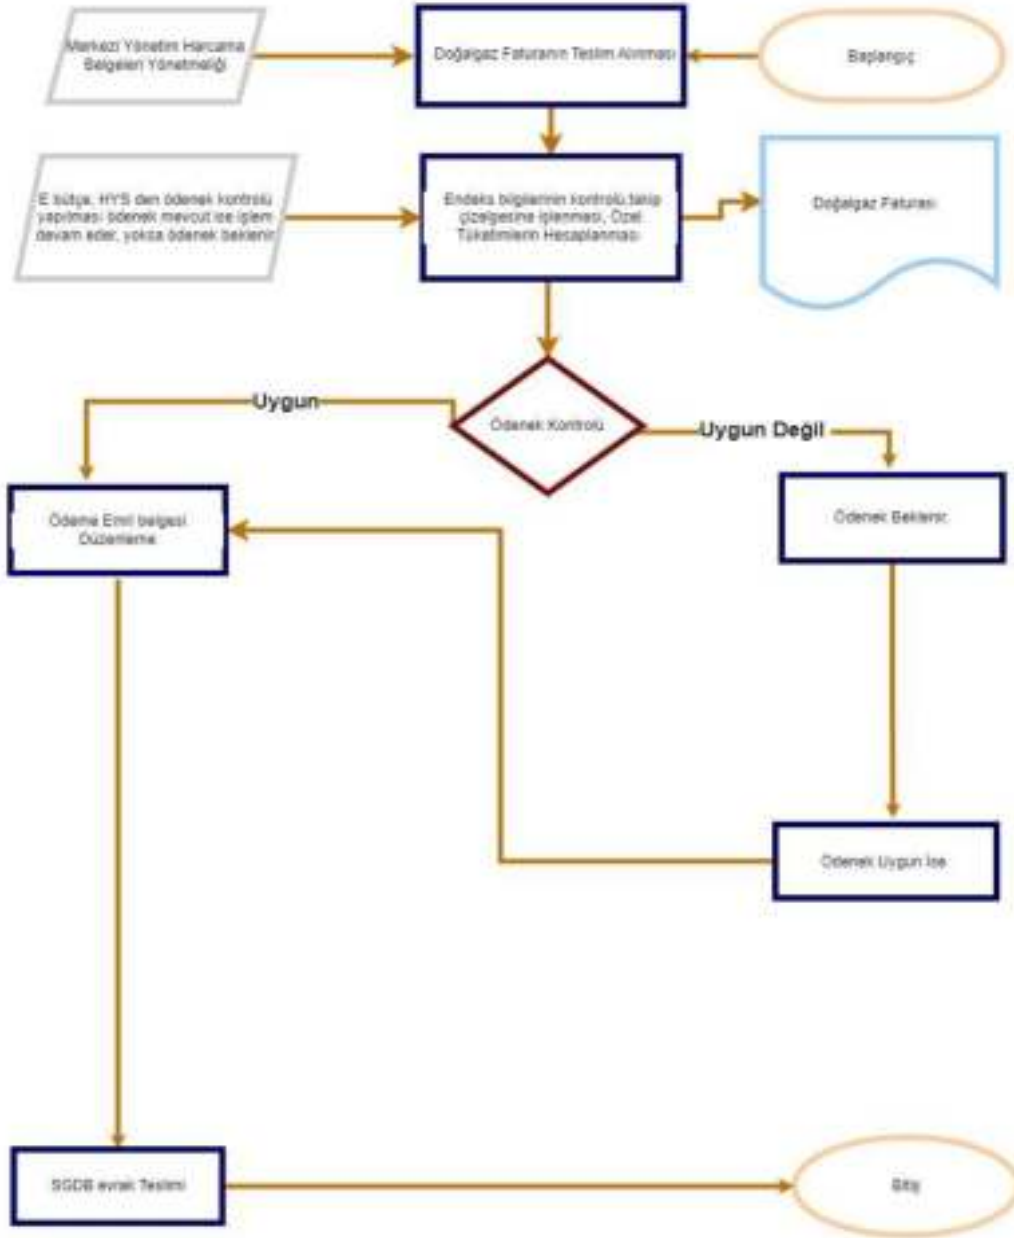 Merkezi Yönetim Harcama
Belgeleri Yönetmeliği
Doğalgaz Faturanın Teslim Alınması
Başlangıç
E bütçe, HYS den ödenek kontrolü
yapılması ödenek mevcut ise işlem
devam eder, yoksa ödenek beklenir.
Endeks bilgilerinin kontrolü,takip
çizelgesine işlenmesi, Özel
Tüketimlerin Hesaplanması
Doğalgaz Faturası
Ödenek Kontrolü
Uygun
Uygun Değil
Ödeme Emri belgesi
Düzenleme
Ödenek Beklenir.
Ödenek Uygun İse
SGDB evrak Teslimi
Bitiş